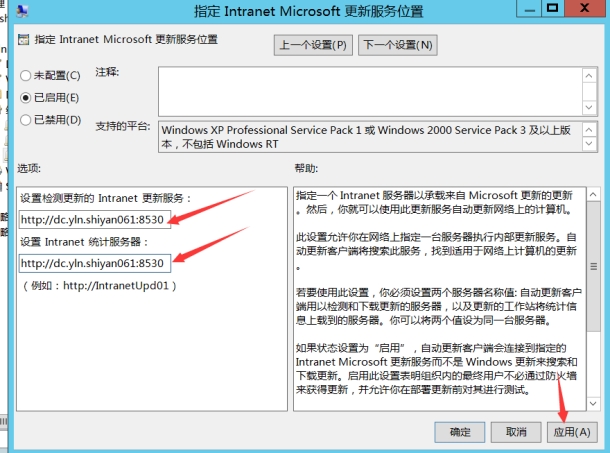 指定 Intranet Microsoft 更新服务位置
指定 Intranet Microsoft 更新服务位置
上一个设置(P)
下一个设置(N)
未配置(C)
注释:
已启用(E)
已禁用(D)
支持的平台:
Windows XP Professional Service Pack 1 或 Windows 2000 Service Pack 3 及以上版
本，不包括 Windows RT
选项:
帮助:
设置检测更新的 Intranet 更新服务：
http://dc.yln.shiyan061:8530
设置 Intranet 统计服务器：
http://dc.yln.shiyan061:8530
（例如：http://IntranetUpd01）
指定一个 Intranet 服务器以承载来自 Microsoft 更新的更新
。然后，你就可以使用此更新服务自动更新网络上的计算机。
此设置允许你在网络上指定一台服务器执行内部更新服务。自
动更新客户端将搜索此服务，找到适用于网络上计算机的更新
。
若要使用此设置，你必须设置两个服务器名称值: 自动更新客户
端用以检测和下载更新的服务器，以及更新的工作站将统计信
息上载到的服务器。你可以将两个值设为同一台服务器。
如果状态设置为“启用”，自动更新客户端会连接到指定的
Intranet Microsoft 更新服务而不是 Windows 更新来搜索和
下载更新。启用此设置表明组织内的最终用户不必通过防火墙
来获得更新，并允许你在部署更新前对其进行测试。
确定
取消
应用(A)